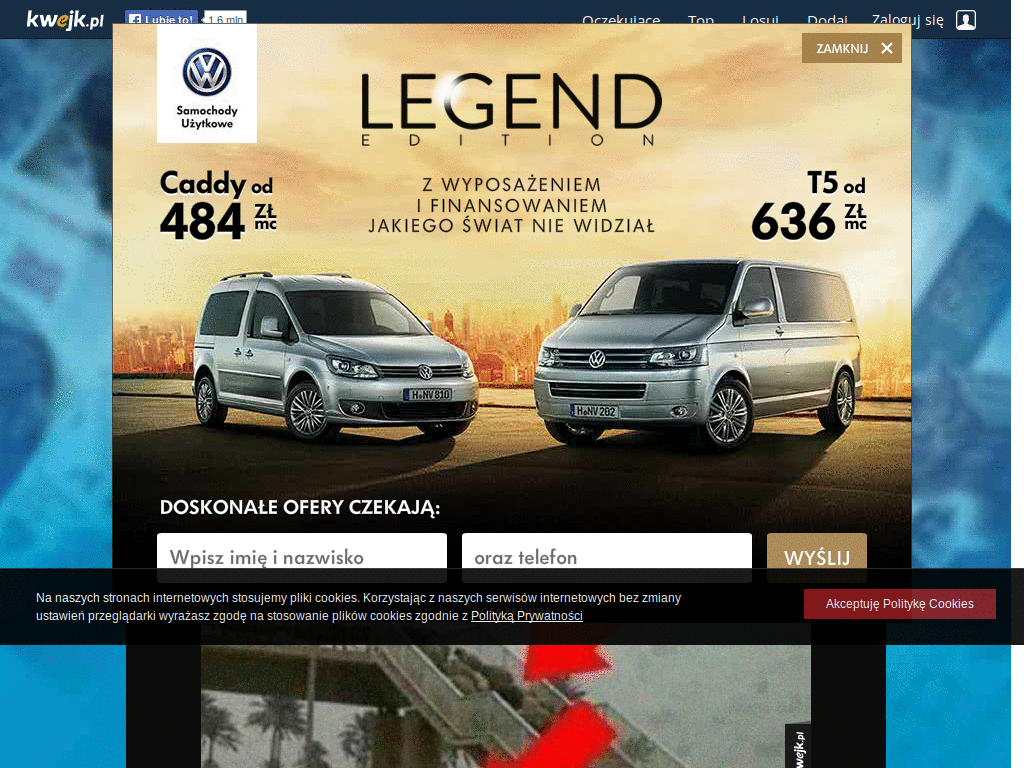 kwejk.pl
Lubię to!
1,6 mln
Oczekujące
Top
Losuj
Dodaj
Zaloguj się
ZAMKNIJ
Samochody
Użytkowe
LEGEND
EDITION
Caddy od
484 ZŁ mc
Z WYPOSAŻENIEM
I FINANSOWANIEM
JAKIEGO ŚWIAT NIE WIDZIAŁ
T5 od
636 ZŁ mc
H NV 810
H NV 282
DOSKONAŁE OFERY CZEKAJĄ:
Wpisz imię i nazwisko
oraz telefon
WYŚLIJ
Na naszych stronach internetowych stosujemy pliki cookies. Korzystając z naszych serwisów internetowych bez zmiany
ustawień przeglądarki wyrażasz zgodę na stosowanie plików cookies zgodnie z Polityką Prywatności
Akceptuję Politykę Cookies
wejk.pl